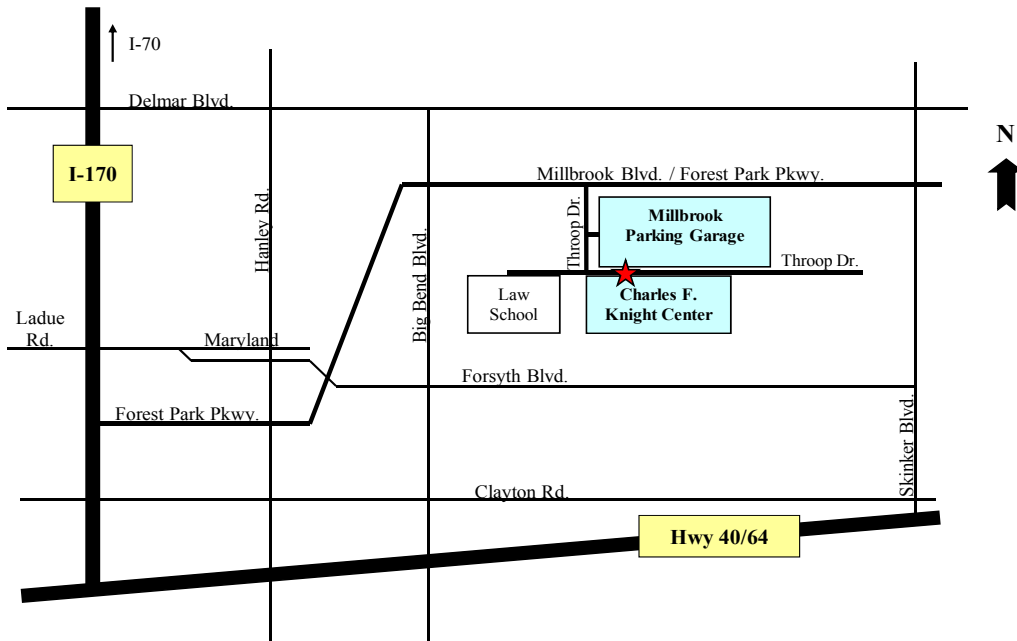 I-70
Delmar Blvd.
N
I-170
Millbrook Blvd. / Forest Park Pkwy.
Hanley Rd.
Big Bend Blvd.
Throop Dr.
Millbrook
Parking Garage
Throop Dr.
Law
School
Charles F.
Knight Center
Ladue
Rd.
Maryland
Forsyth Blvd.
Forest Park Pkwy.
Skinker Blvd.
Clayton Rd.
Hwy 40/64